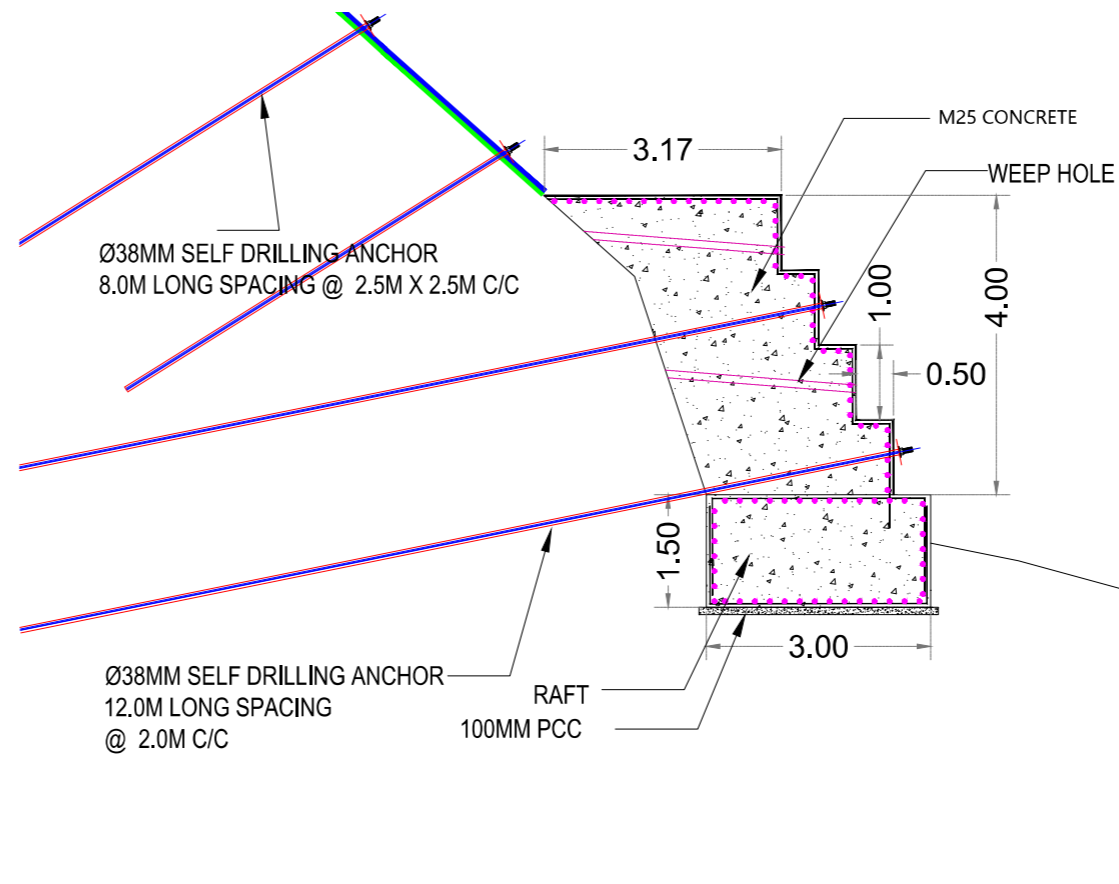 M25 CONCRETE
3.17
WEEP HOLE
Ø38MM SELF DRILLING ANCHOR
8.0M LONG SPACING @ 2.5M X 2.5M C/C
1.00
4.00
0.50
1.50
3.00
Ø38MM SELF DRILLING ANCHOR
12.0M LONG SPACING
@ 2.0M C/C
RAFT
100MM PCC